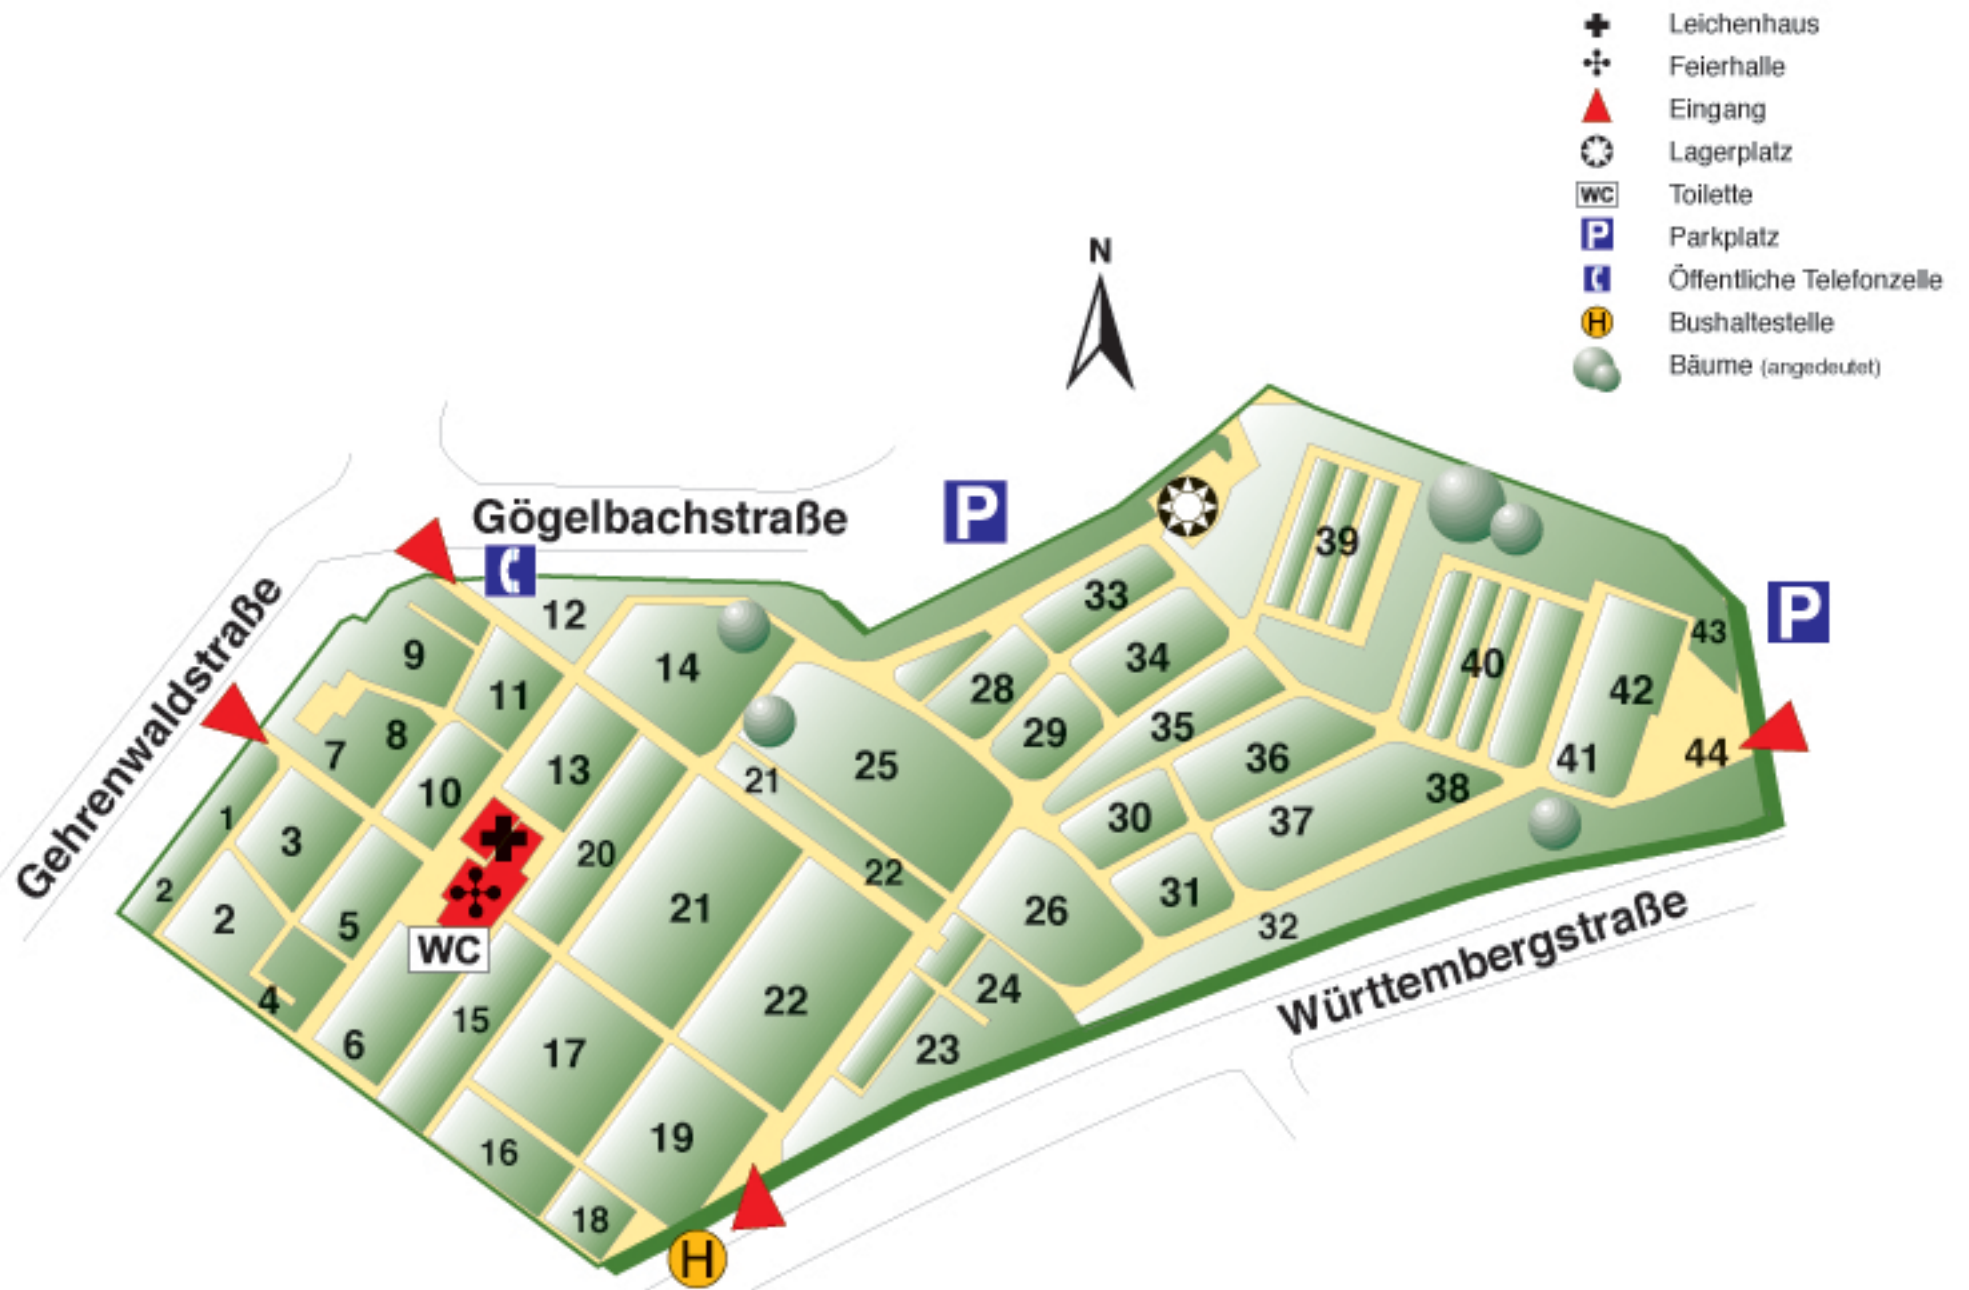 Leichenhaus
Feierhalle
Eingang
Lagerplatz
WC Toilette
P Parkplatz
Öffentliche Telefonzelle
H Bushaltestelle
Bäume (angedeutet)
N
Gögelbachstraße
P
Gehrenwaldstraße
P
Württembergstraße
WC
H
1
2
2
3
4
5
6
7
8
9
10
11
12
13
14
15
16
17
18
19
20
21
21
22
22
23
24
25
26
28
29
30
31
32
33
34
35
36
37
38
39
40
41
42
43
44